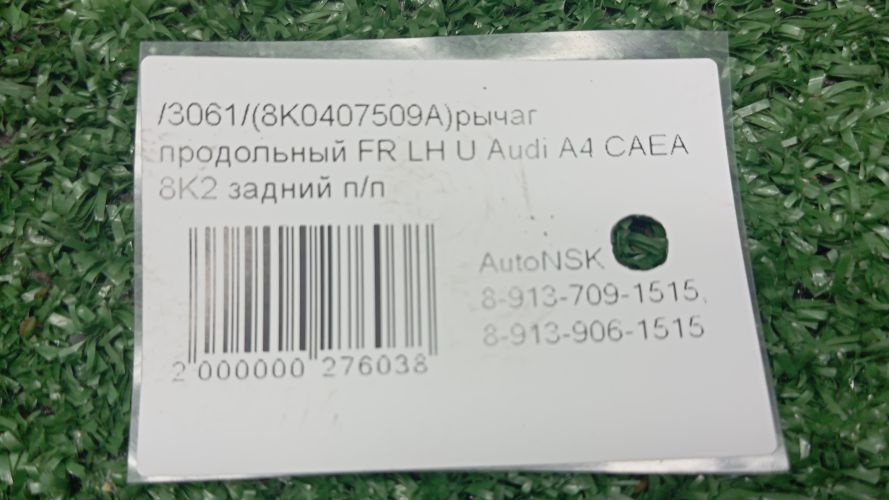 /3061/(8K0407509A)рычаг
продольный FR LH U Audi A4 CAEA
8K2 задний п/п
AutoNSK
8-913-709-1515,
8-913-906-1515
2 000000 276038